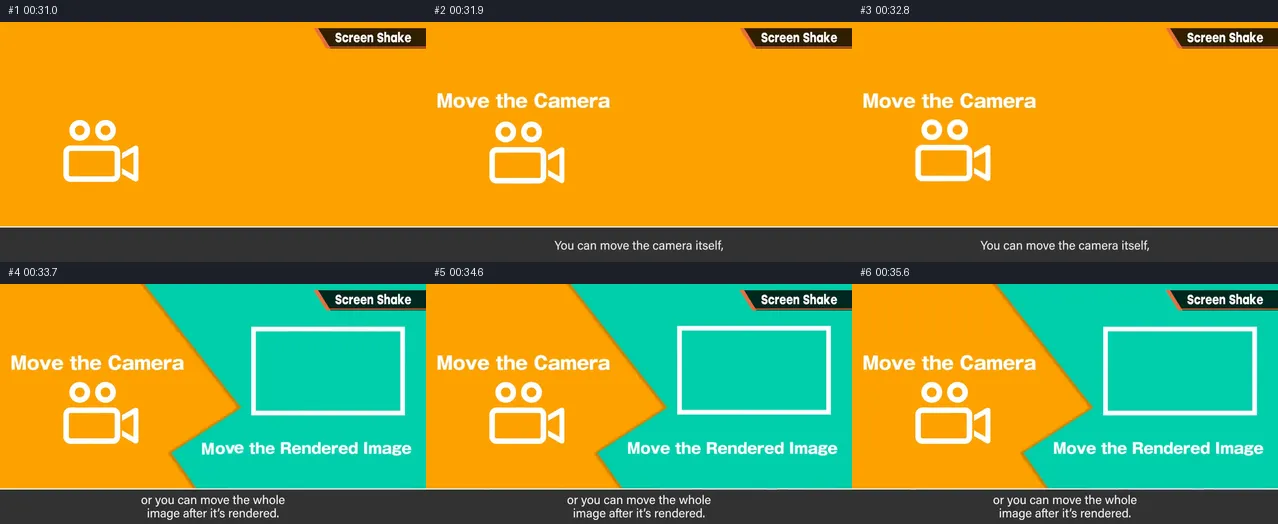 #1 00:31.0
Screen Shake
#2 00:31.9
Screen Shake
Move the Camera
You can move the camera itself,
#3 00:32.8
Screen Shake
Move the Camera
You can move the camera itself,
#4 00:33.7
Screen Shake
Move the Camera
Move the Rendered Image
or you can move the whole
image after it's rendered.
#5 00:34.6
Screen Shake
Move the Camera
Move the Rendered Image
or you can move the whole
image after it's rendered.
#6 00:35.6
Screen Shake
Move the Camera
Move the Rendered Image
or you can move the whole
image after it's rendered.